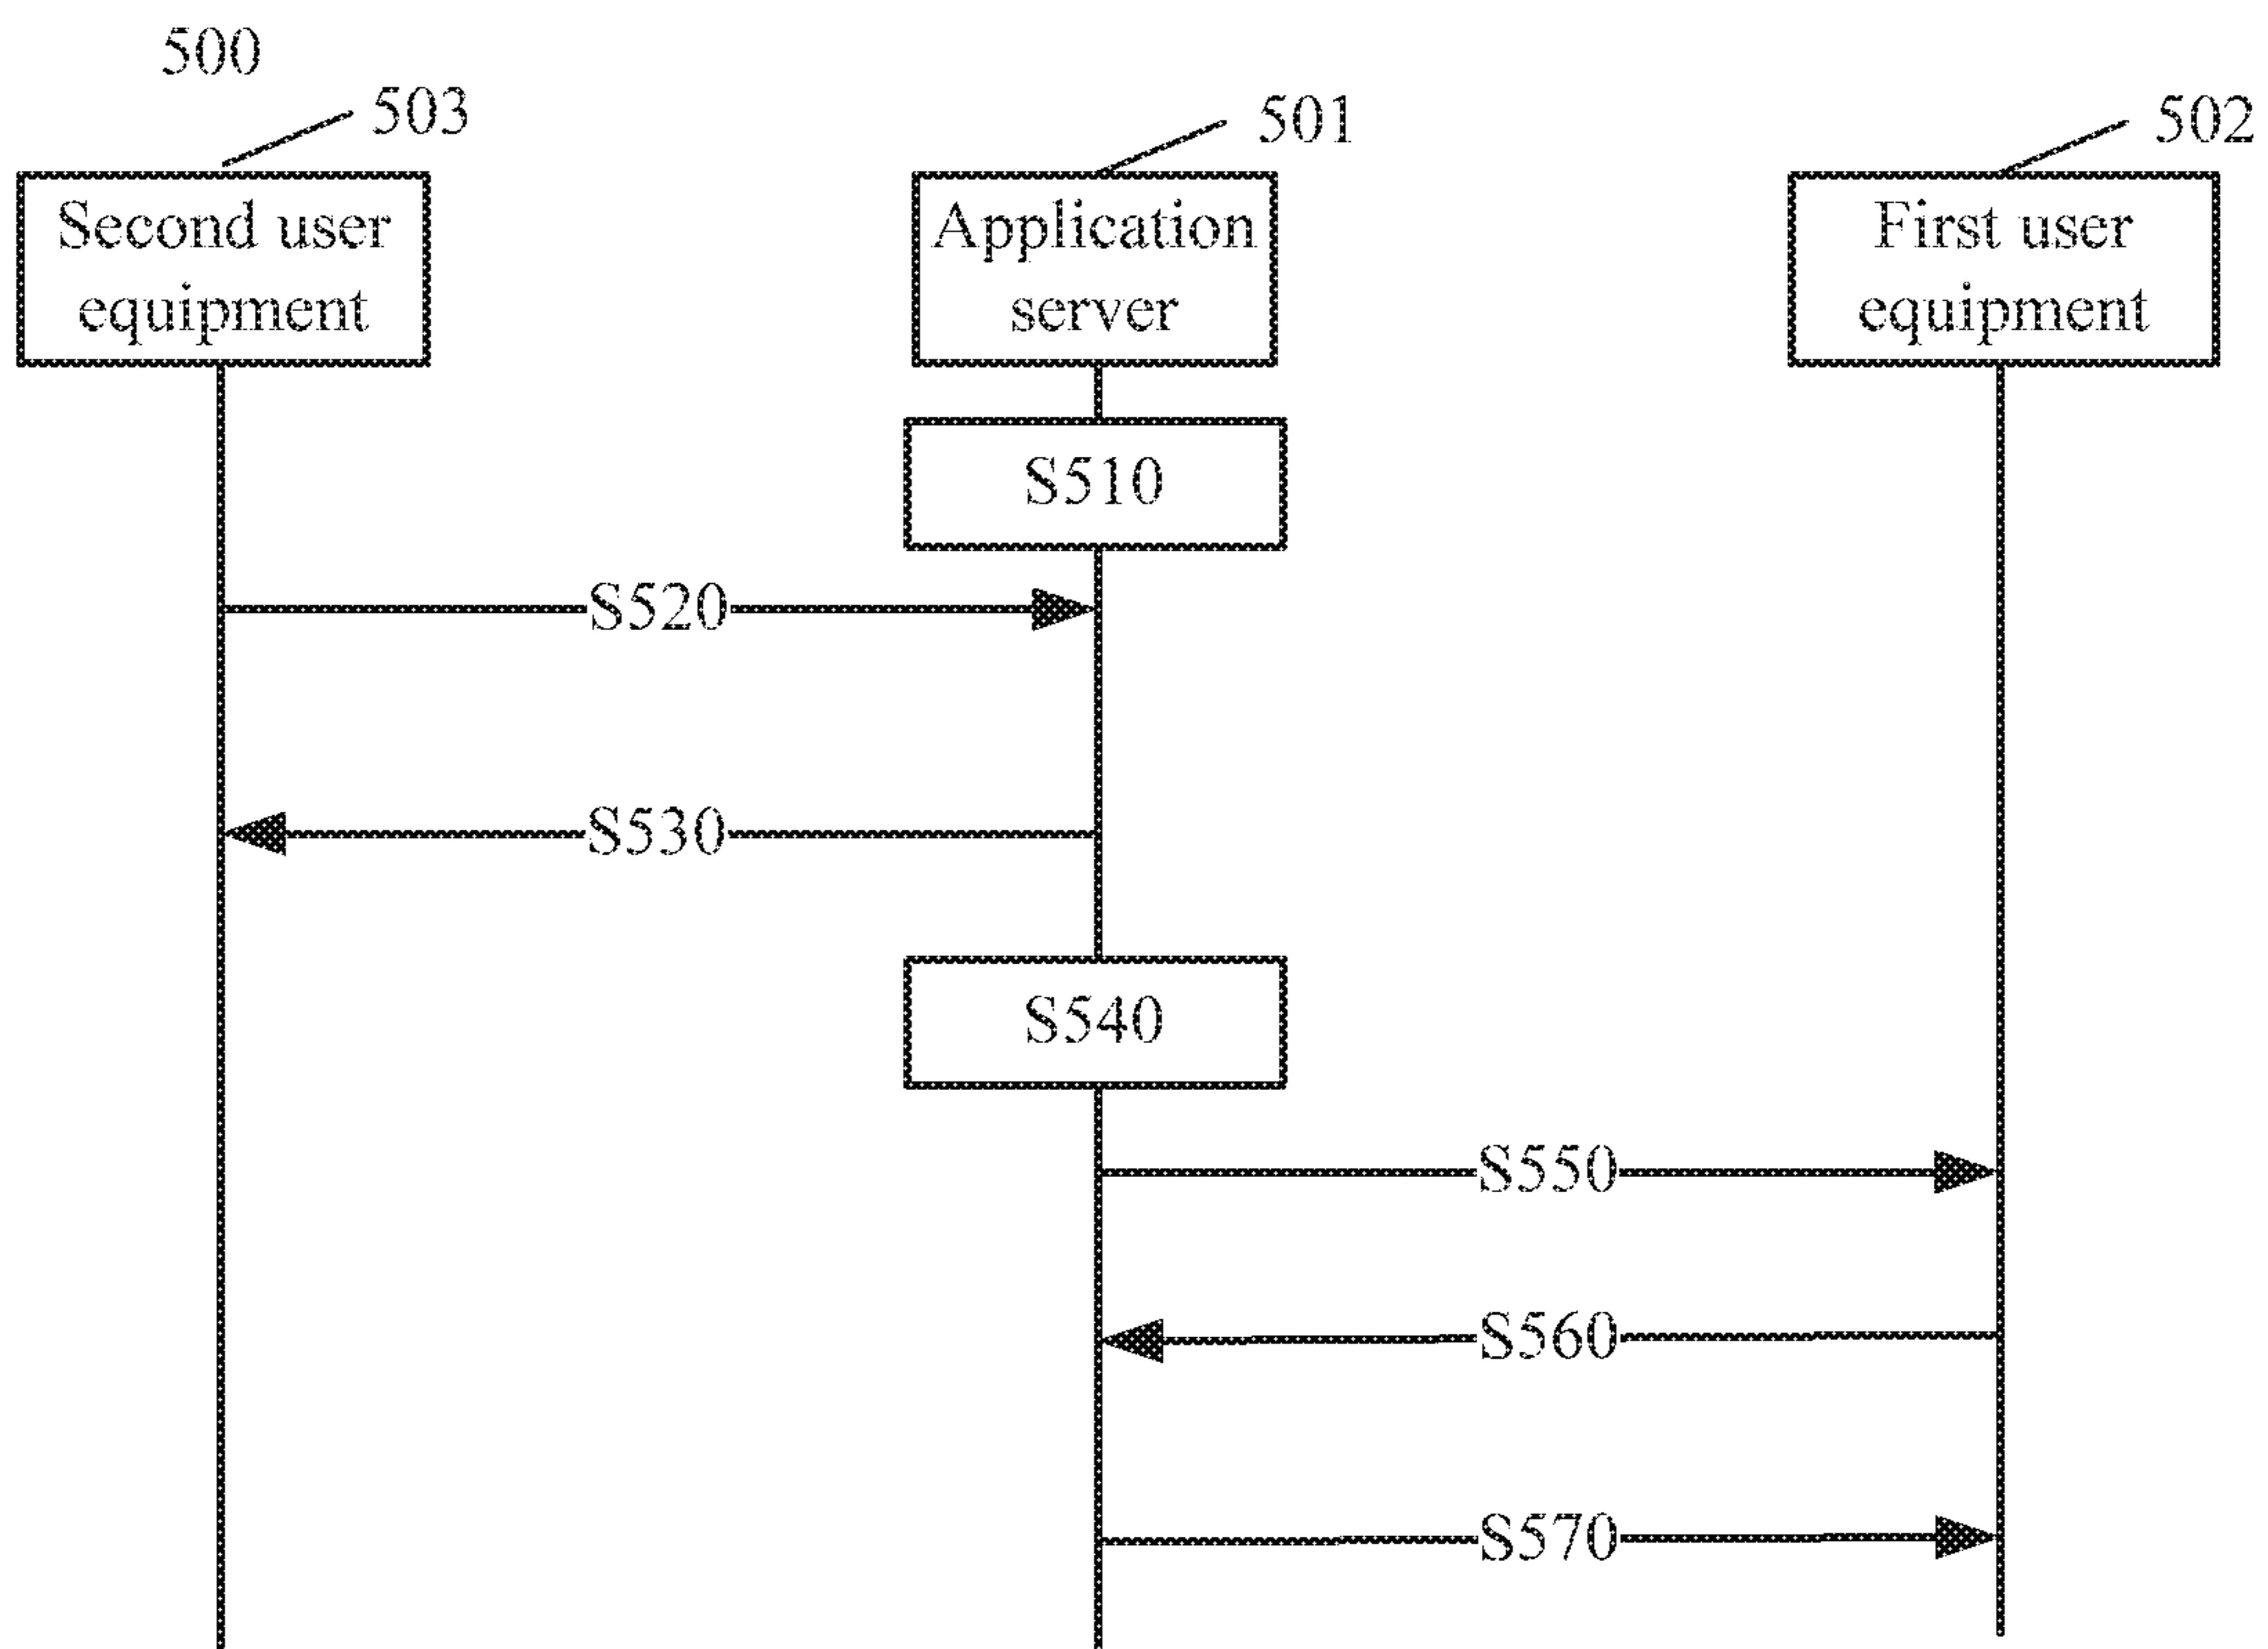 500
503
501
502
Second user
equipment
Application
server
First user
equipment
S510
S520
S530
S540
S550
S560
S570